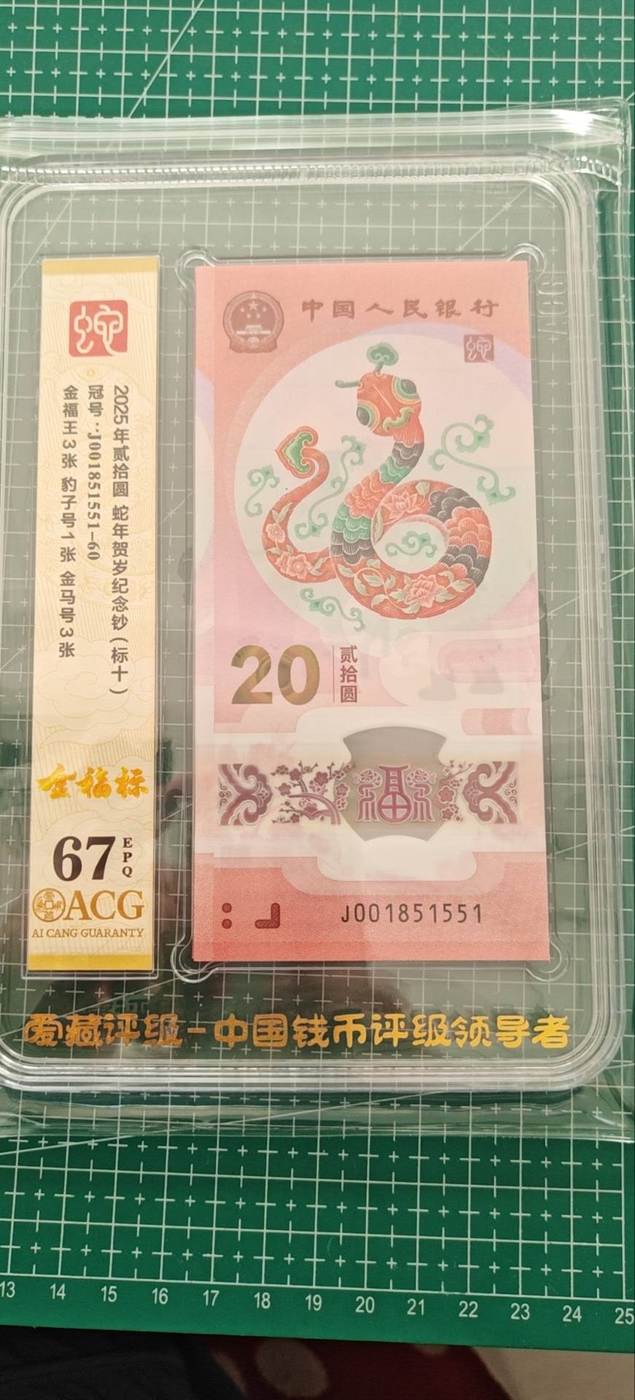 蛇
2025年贰拾圆 蛇年贺岁纪念钞(标十)
冠号:J001851551-60
金福王3张 豹子号1张 金马号3张
金福标
67
EPQ
ACG
AI CANG GUARANTY
中国人民银行
蛇
20
贰拾圆
福
J001851551
爱藏评级-中国钱币评级领导者
13 14 15 16 17 18 19 20 21 22 23 24 25